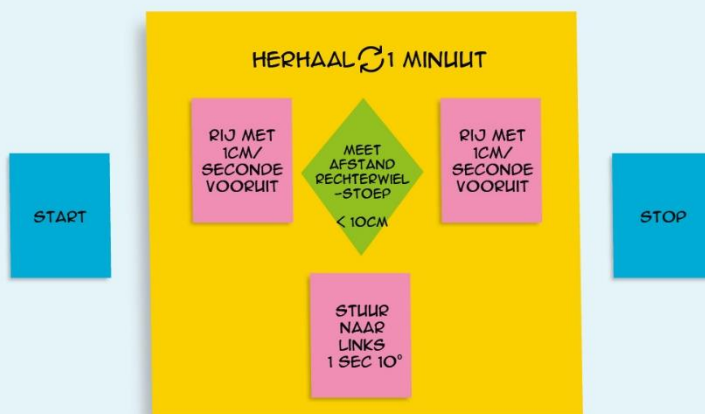 HERHAAL 1 MINUUT
RIJ MET
1CM/
SECONDE
VOORUIT
MEET
AFSTAND
RECHTERWIEL
-STOEP
< 10CM
RIJ MET
1CM/
SECONDE
VOORUIT
START
STOP
STUUR
NAAR
LINKS
1 SEC 10°